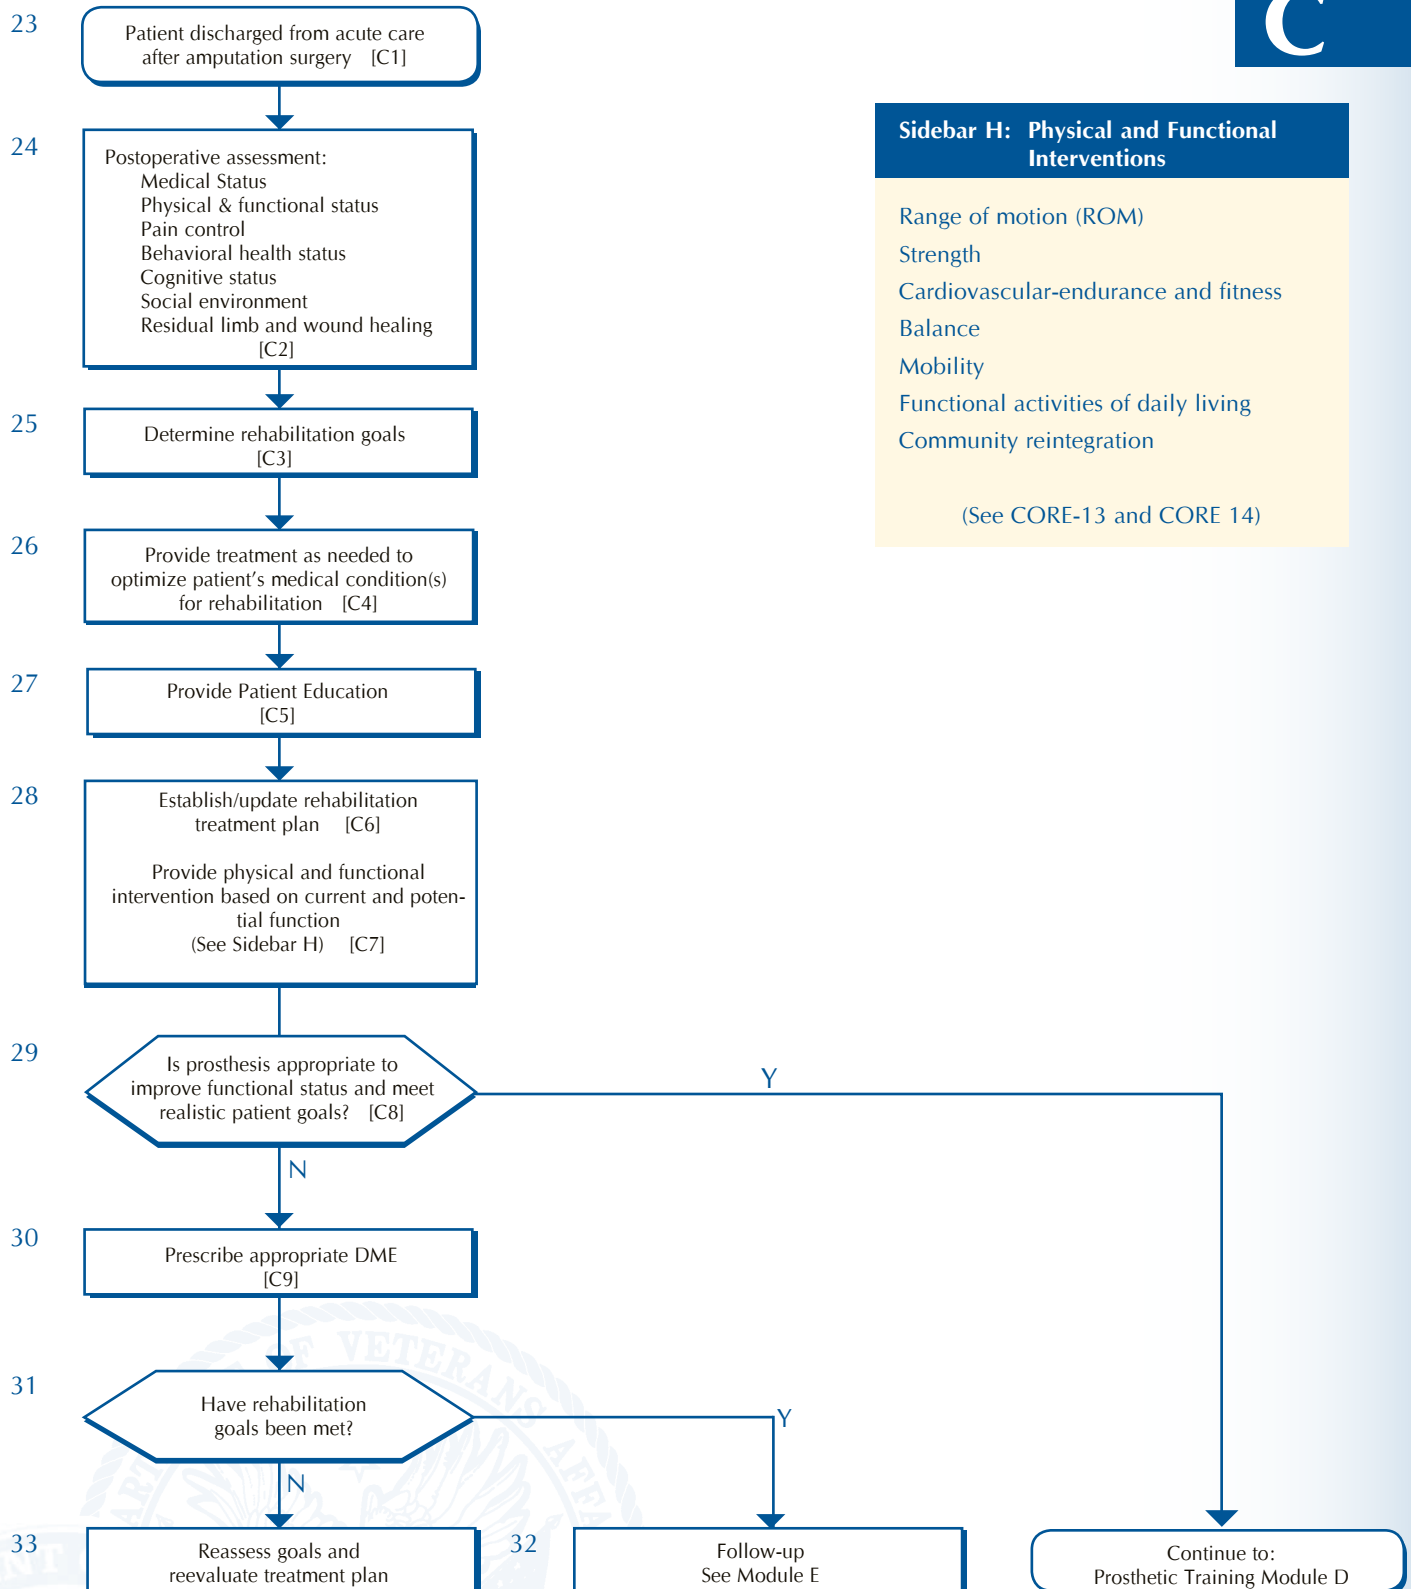 C
23
Patient discharged from acute care
after amputation surgery [C1]
24
Postoperative assessment:
Medical Status
Physical & functional status
Pain control
Behavioral health status
Cognitive status
Social environment
Residual limb and wound healing
[C2]
25
Determine rehabilitation goals
[C3]
26
Provide treatment as needed to
optimize patient's medical condition(s)
for rehabilitation [C4]
27
Provide Patient Education
[C5]
28
Establish/update rehabilitation
treatment plan [C6]
Provide physical and functional
intervention based on current and poten-
tial function
(See Sidebar H) [C7]
29
Is prosthesis appropriate to
improve functional status and meet
realistic patient goals? [C8]
Y
N
30
Prescribe appropriate DME
[C9]
31
Have rehabilitation
goals been met?
Y
N
33
Reassess goals and
reevaluate treatment plan
32
Follow-up
See Module E
Continue to:
Prosthetic Training Module D
Sidebar H: Physical and Functional
Interventions
Range of motion (ROM)
Strength
Cardiovascular-endurance and fitness
Balance
Mobility
Functional activities of daily living
Community reintegration
(See CORE-13 and CORE 14)
OF VETERANS AFFA